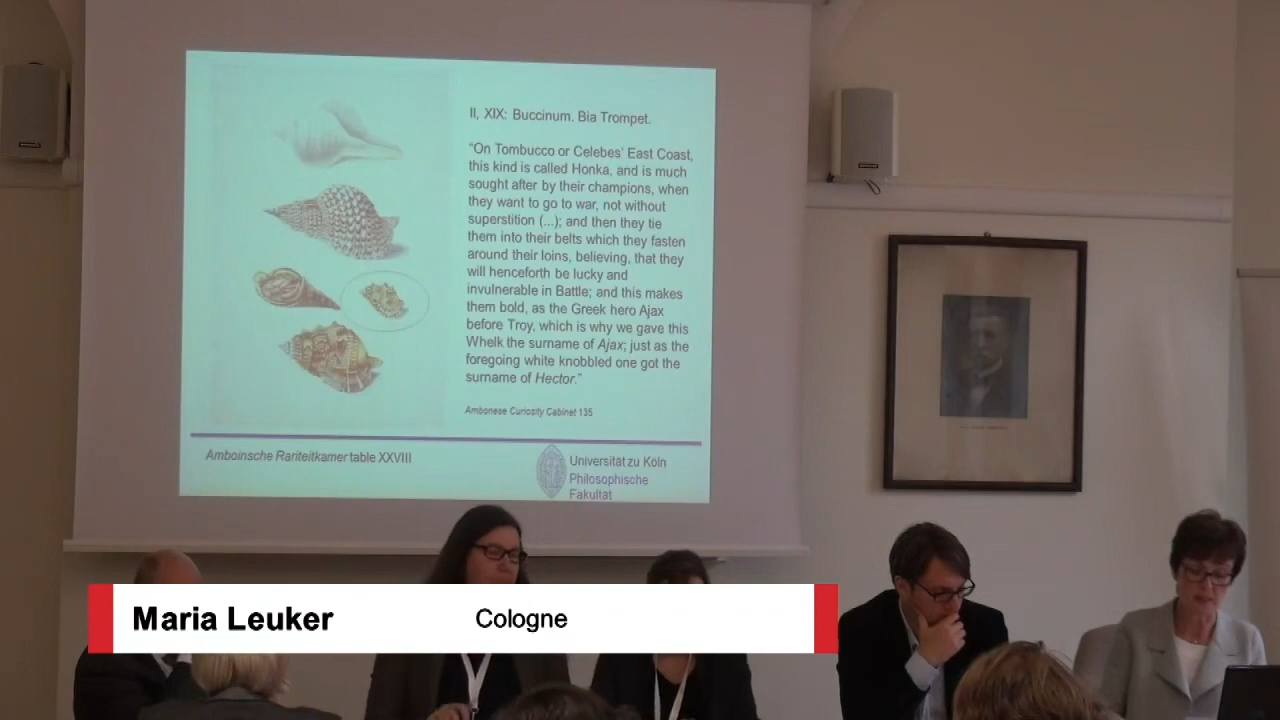 II, XIX: Buccinum. Bia Trompet.
“On Tombucco or Celebes’ East Coast,
this kind is called Honka, and is much
sought after by their champions, when
they want to go to war, not without
superstition (...); and then they tie
them into their belts which they fasten
around their loins, believing, that they
will henceforth be lucky and
invulnerable in Battle; and this makes
them bold, as the Greek hero Ajax
before Troy, which is why we gave this
Whelk the surname of Ajax; just as the
foregoing white knobbled one got the
surname of Hector.”
Ambonese Curiosity Cabinet 135
Amboinsche Rariteitkamer table XXVIII
Universität zu Köln
Philosophische
Fakultät
Maria Leuker
Cologne